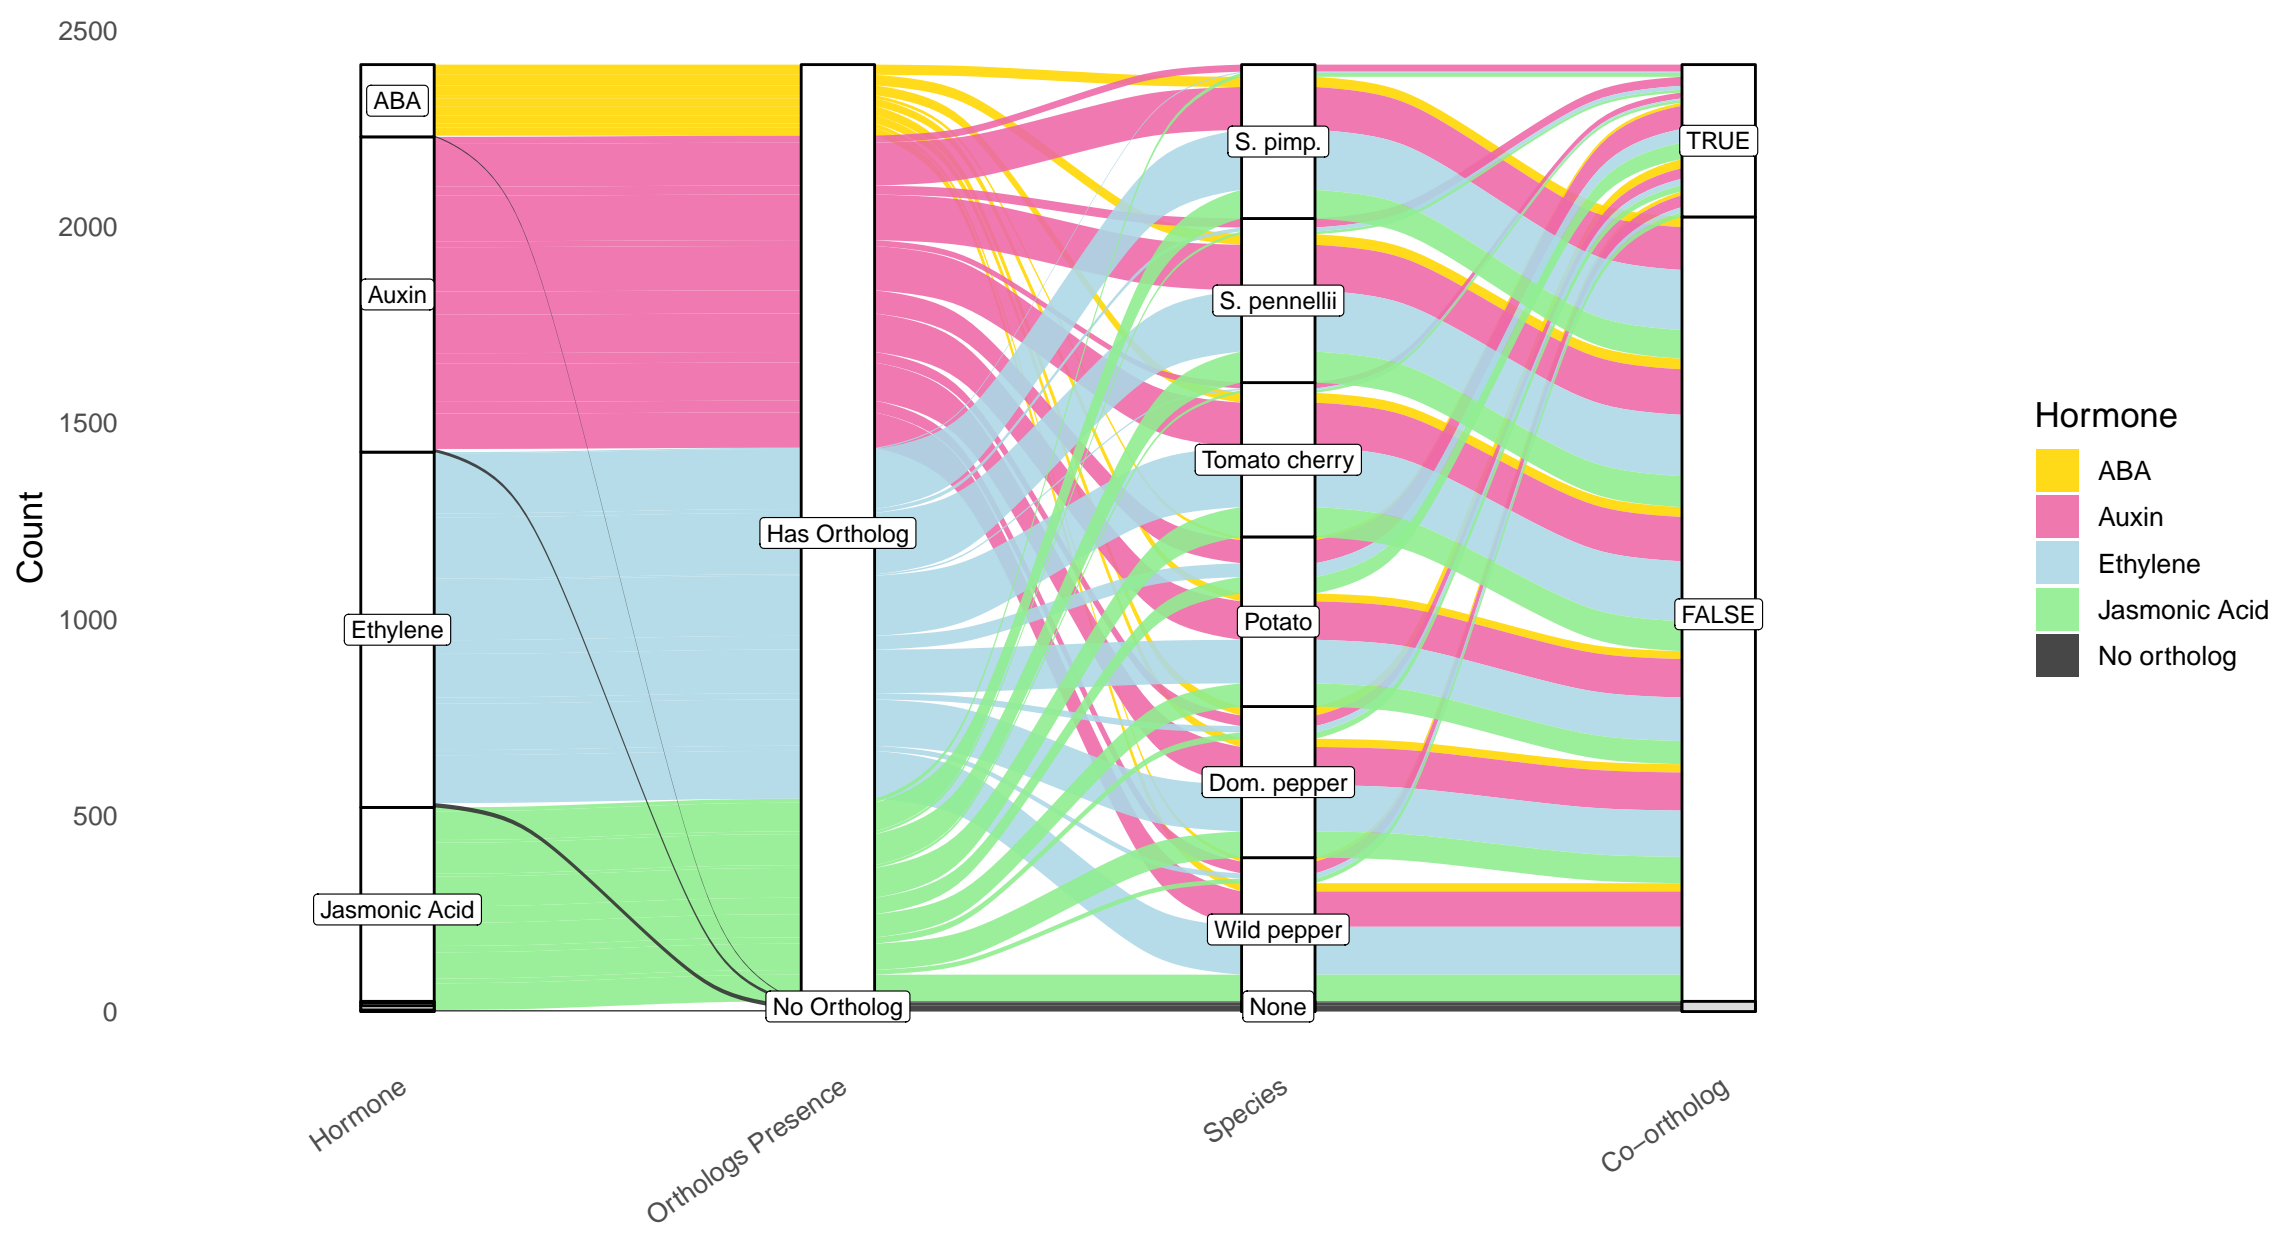 2500
2000
1500
1000
500
0
Count
ABA
Auxin
Ethylene
Jasmonic Acid
Has Ortholog
No Ortholog
S. pimp.
S. pennellii
Tomato cherry
Potato
Dom. pepper
Wild pepper
None
TRUE
FALSE
Hormone
Orthologs Presence
Species
Co−ortholog
Hormone
ABA
Auxin
Ethylene
Jasmonic Acid
No ortholog